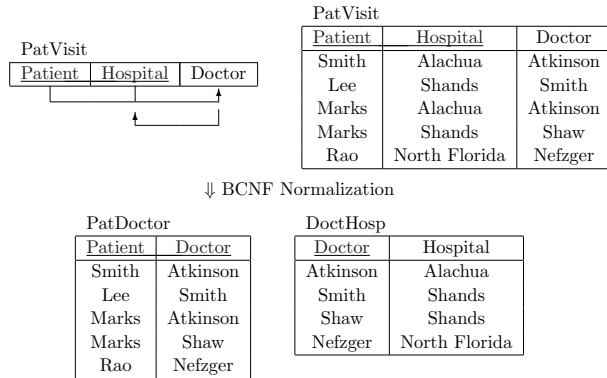 PatVisit
Patient Hospital Doctor
PatVisit
Patient Hospital Doctor
Smith Alachua Atkinson
Lee Shands Smith
Marks Alachua Atkinson
Marks Shands Shaw
Rao North Florida Nefzger
⇓ BCNF Normalization
PatDoctor
Patient Doctor
Smith Atkinson
Lee Smith
Marks Atkinson
Marks Shaw
Rao Nefzger
DoctHosp
Doctor Hospital
Atkinson Alachua
Smith Shands
Shaw Shands
Nefzger North Florida